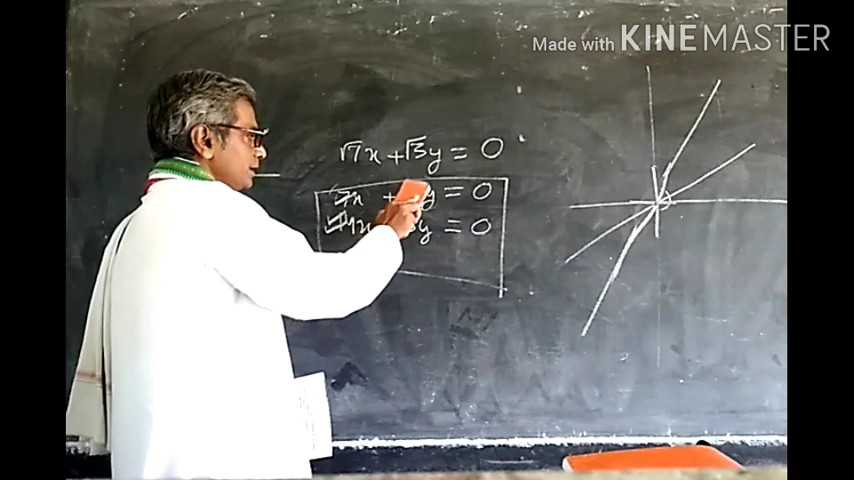 Made with KINEMASTER
√7x + √3y = 0
x + y = 0
x y = 0